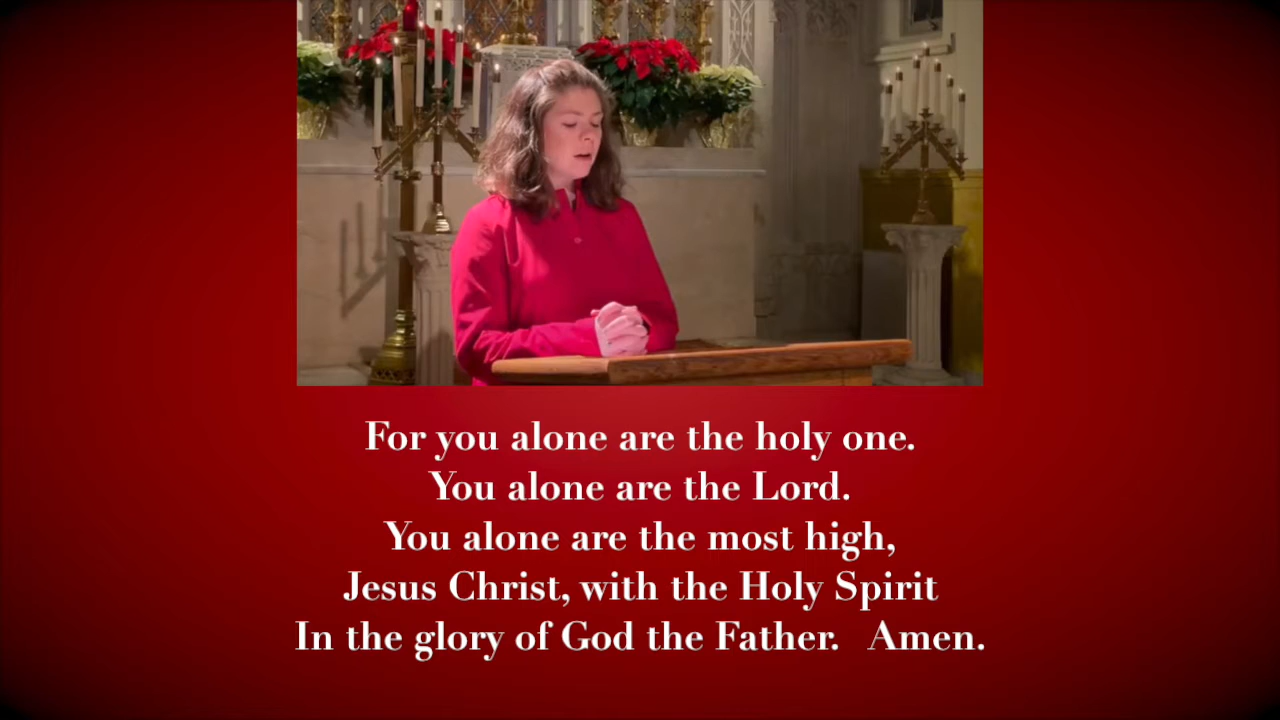 For you alone are the holy one.
You alone are the Lord.
You alone are the most high,
Jesus Christ, with the Holy Spirit
In the glory of God the Father. Amen.